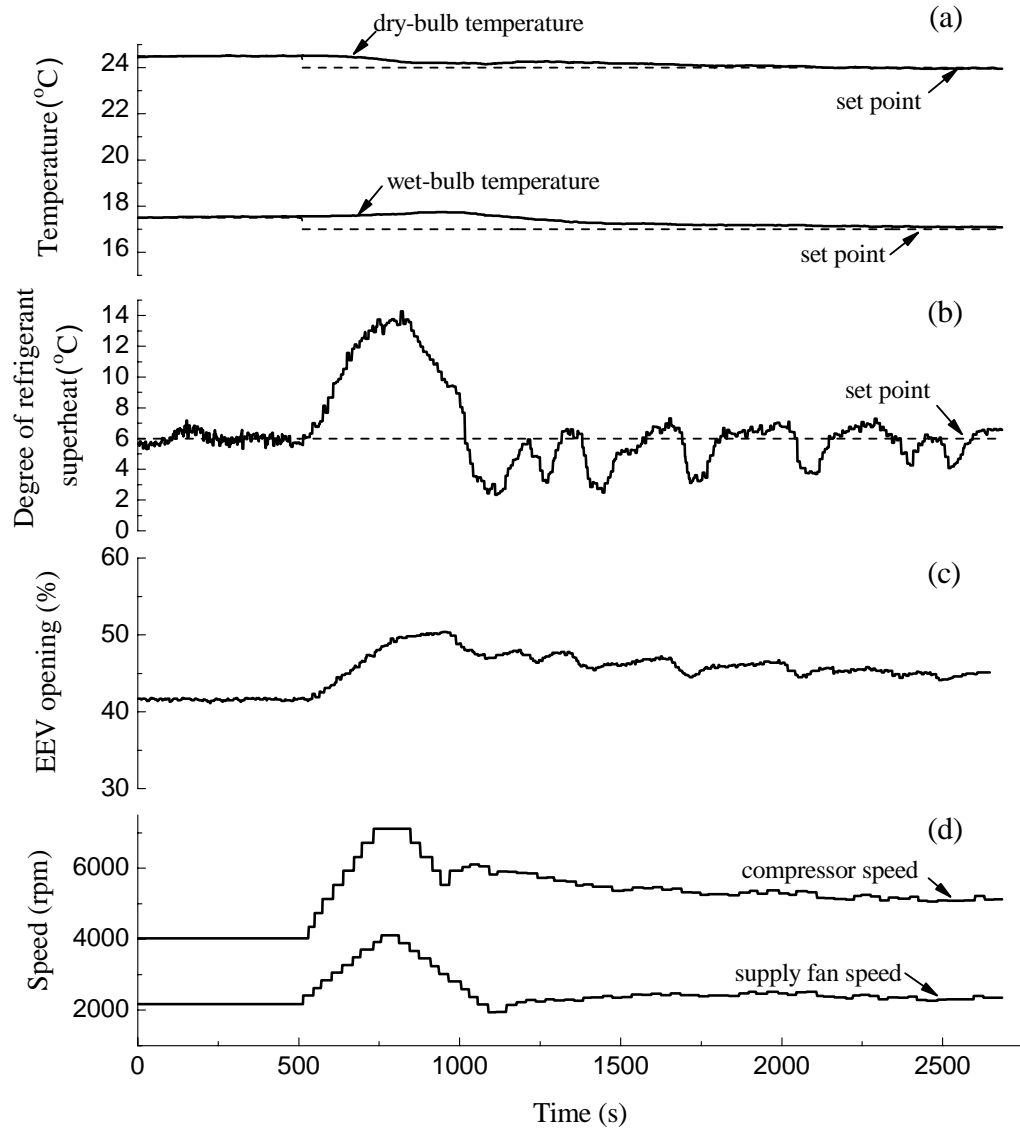 (a)
dry-bulb temperature
set point
wet-bulb temperature
set point
Temperature (°C)
24
22
20
18
16
(b)
set point
Degree of refrigerant
superheat (°C)
14
12
10
8
6
4
2
0
(c)
EEV opening (%)
60
50
40
30
(d)
compressor speed
supply fan speed
Speed (rpm)
6000
4000
2000
0
500
1000
1500
2000
2500
Time (s)